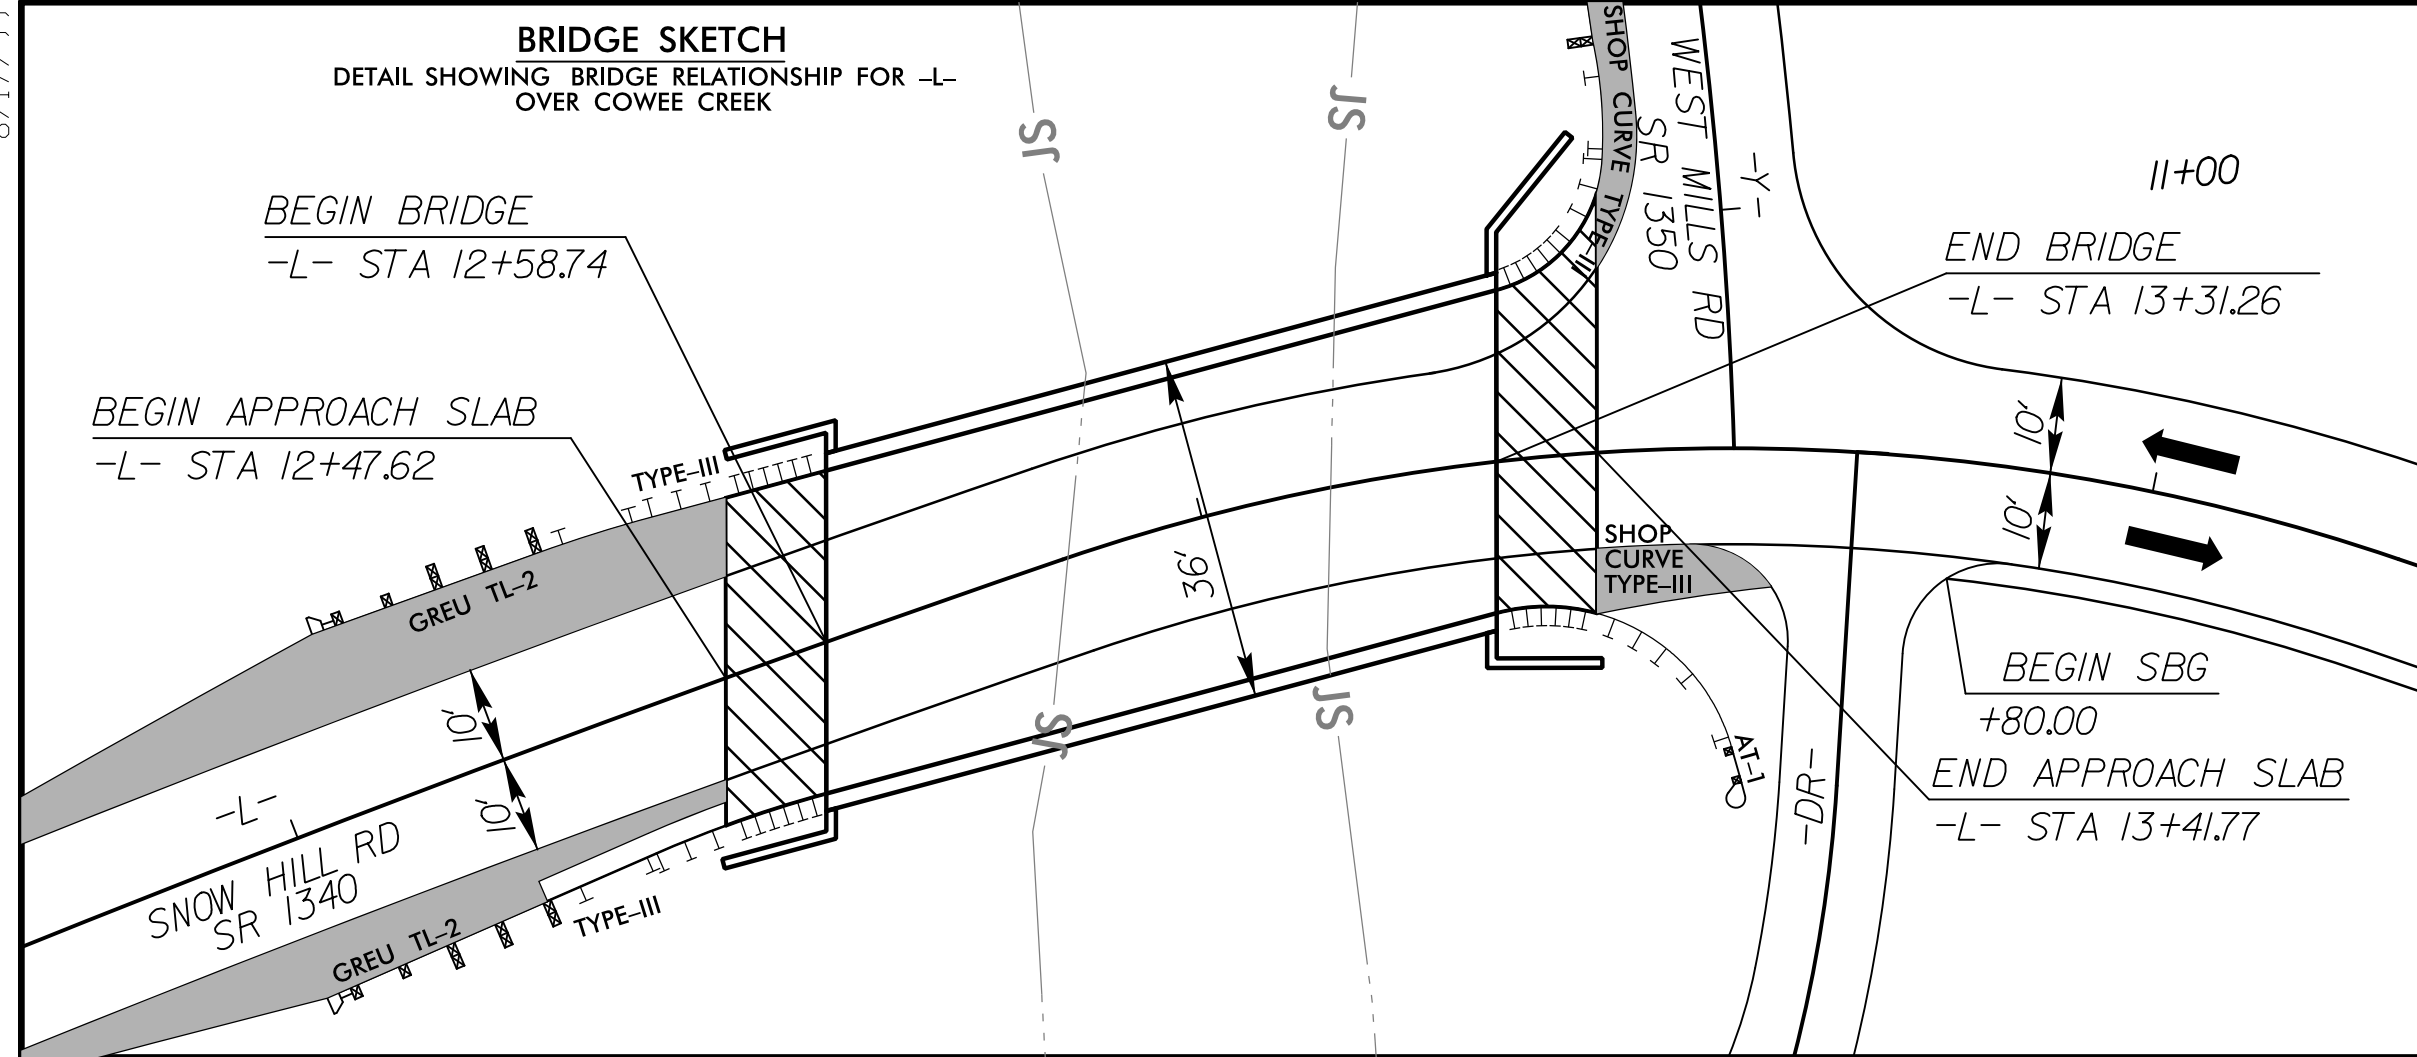 BRIDGE SKETCH
DETAIL SHOWING BRIDGE RELATIONSHIP FOR -L-
OVER COWEE CREEK
BEGIN BRIDGE
-L- STA 12+58.74
BEGIN APPROACH SLAB
-L- STA 12+47.62
TYPE-III
GREU TL-2
10'
10'
-L-
SNOW HILL RD
SR 1340
GREU TL-2
TYPE-III
JS
JS
JS
JS
36'
SHOP CURVE TYPE-III
WEST MILLS RD
SR 1350
-Y-
11+00
END BRIDGE
-L- STA 13+31.26
10'
10'
SHOP
CURVE
TYPE-III
BEGIN SBG
+80.00
END APPROACH SLAB
-L- STA 13+41.77
AT-1
-DR-